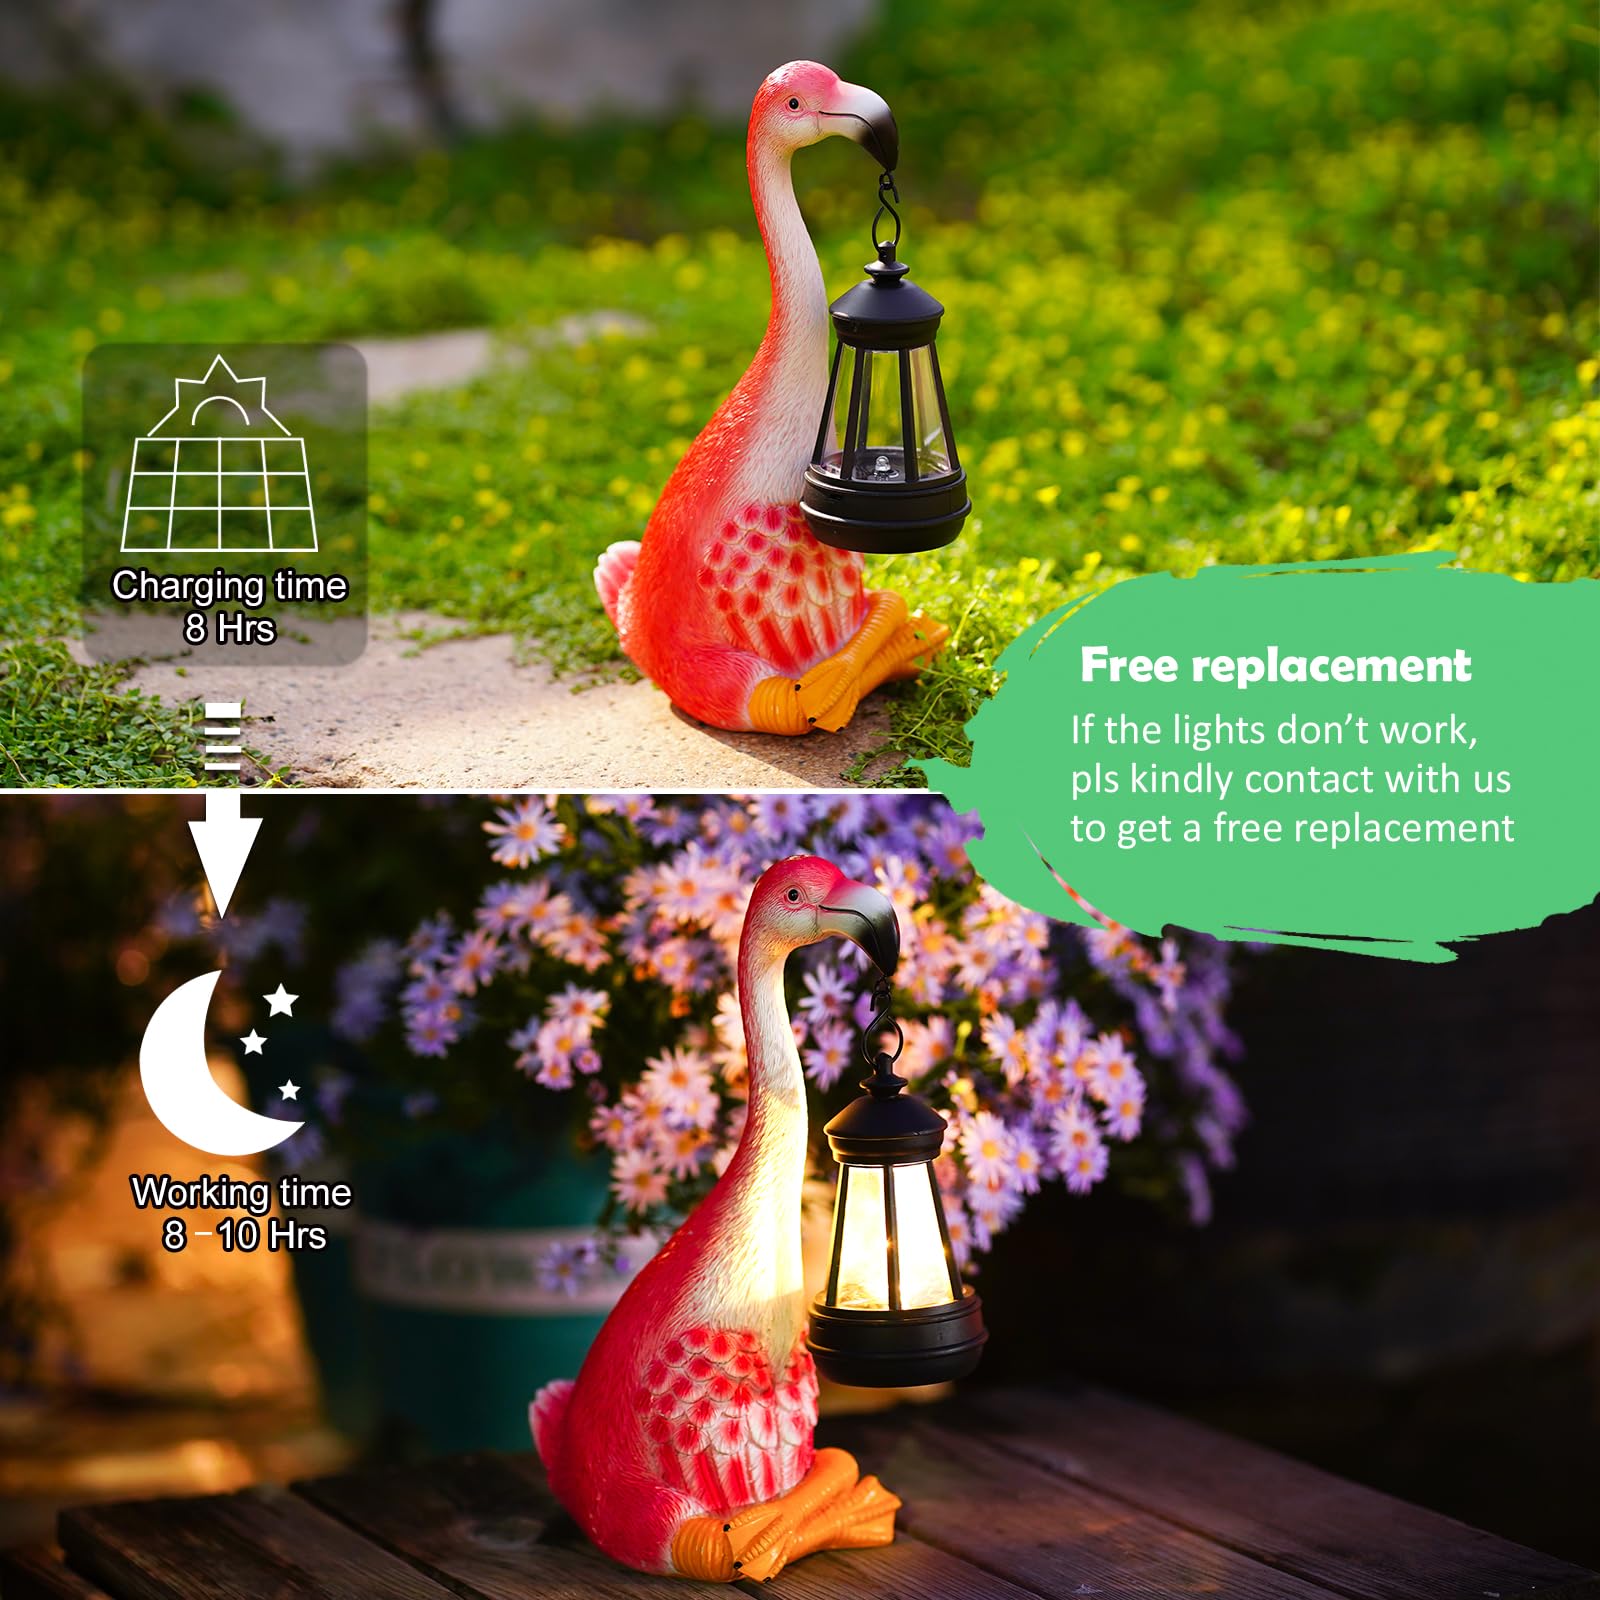 Charging time
8 Hrs
Free replacement
If the lights don’t work,
pls kindly contact with us
to get a free replacement
Working time
8 -10 Hrs